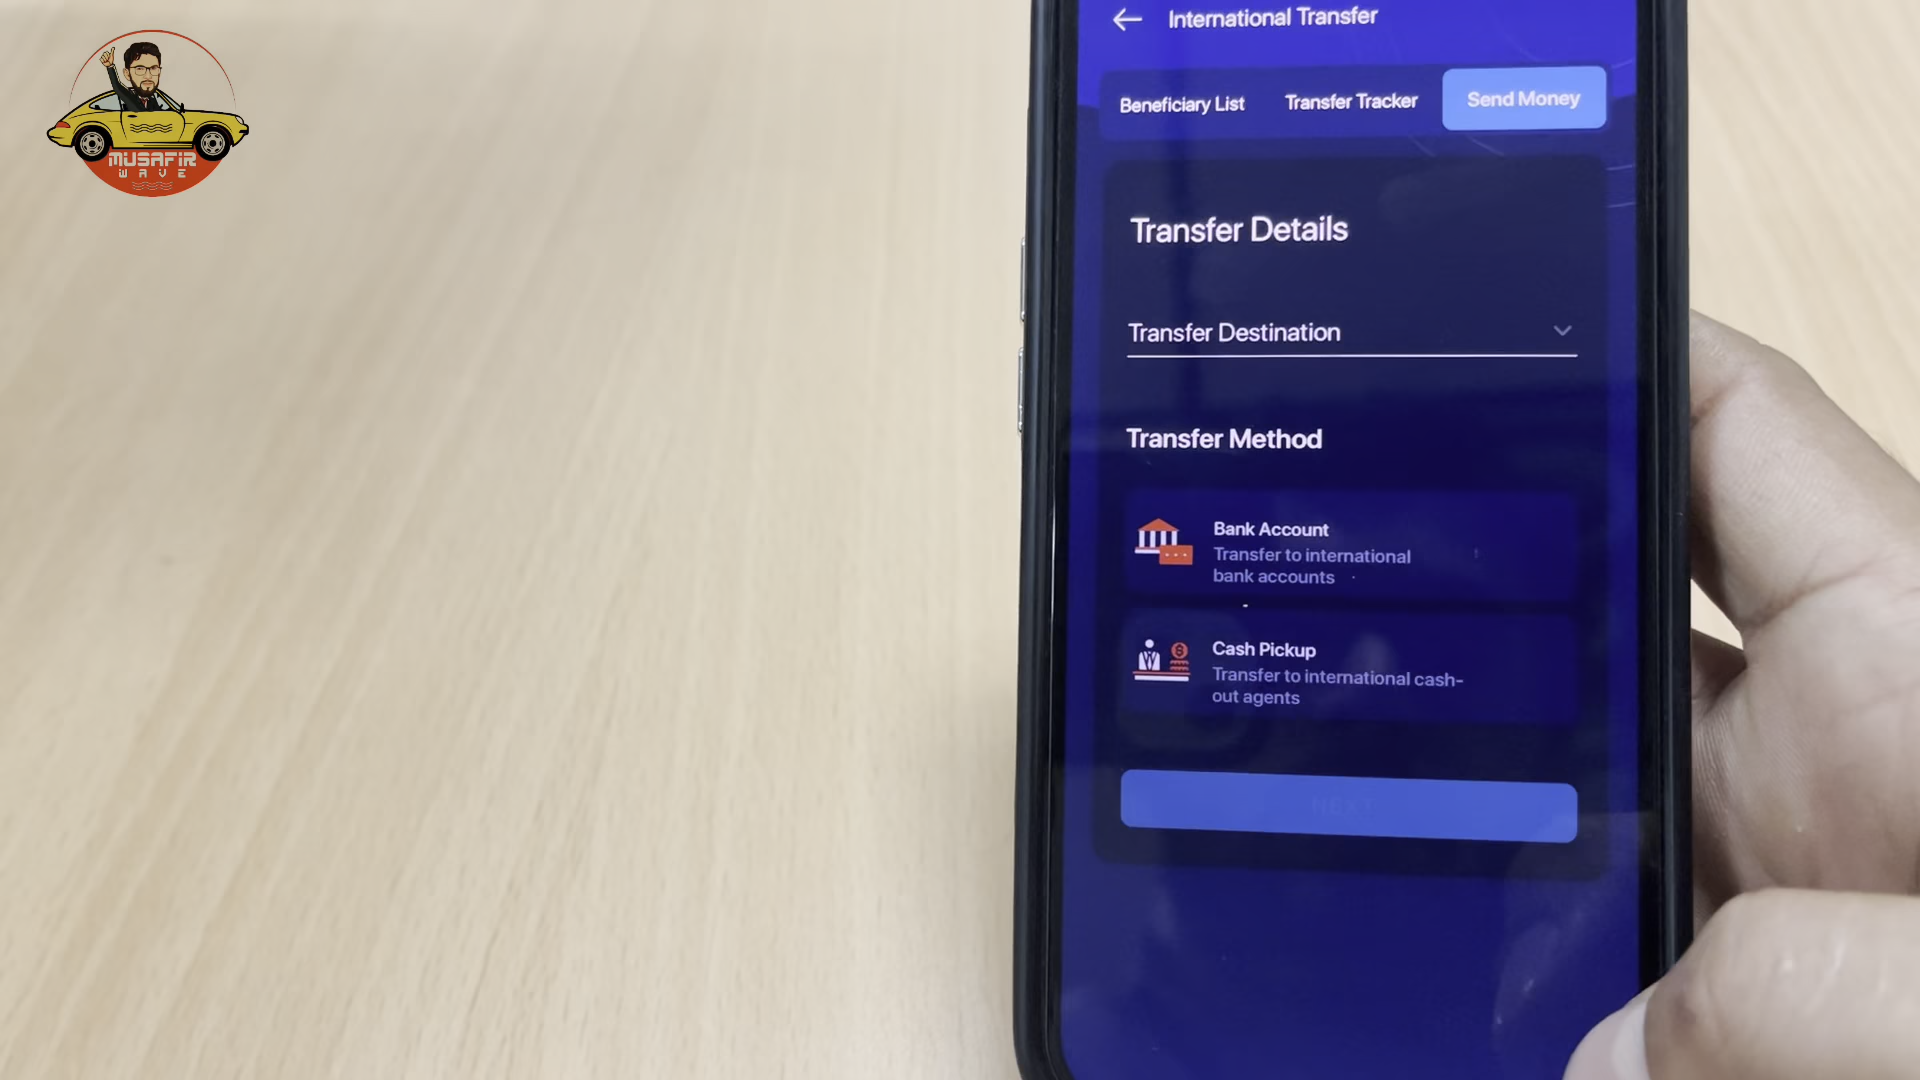 MUSAFIR
WAVE
International Transfer
Beneficiary List
Transfer Tracker
Send Money
Transfer Details
Transfer Destination
Transfer Method
Bank Account
Transfer to international
bank accounts
Cash Pickup
Transfer to international cash-
out agents
NEXT